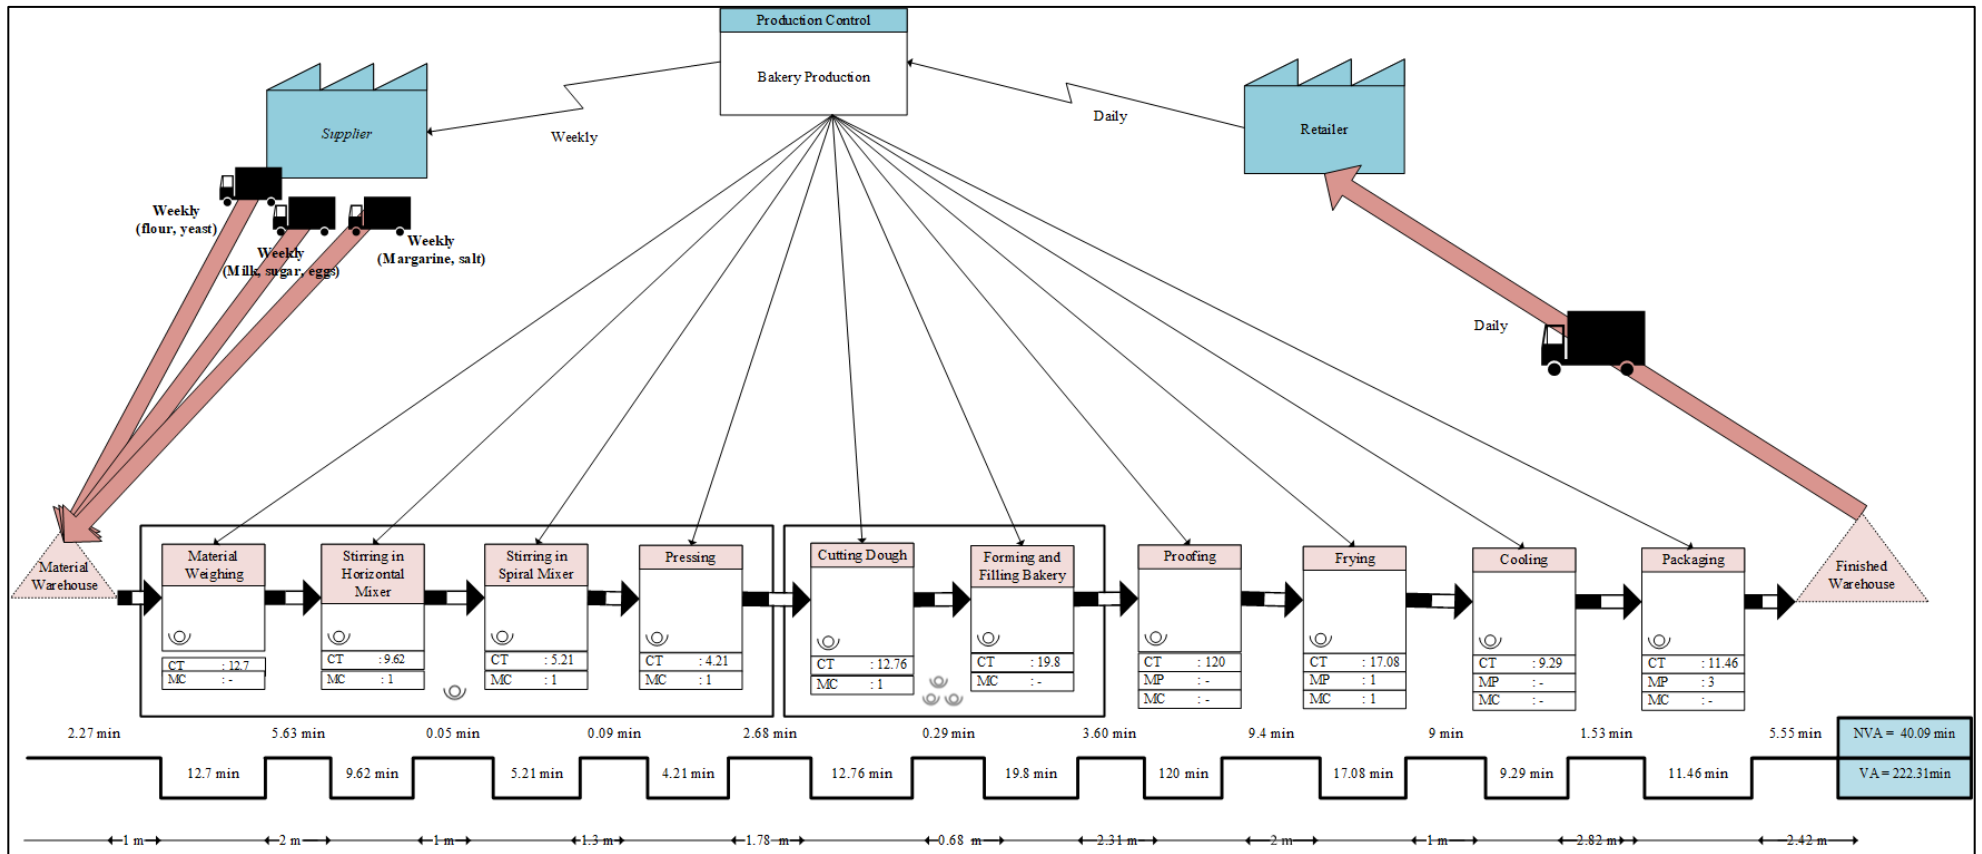 Production Control
Bakery Production
Supplier
Weekly
Daily
Retailer
Weekly
(flour, yeast)
Weekly
(Milk, sugar, eggs)
Weekly
(Margarine, salt)
Daily
Material
Warehouse
Material
Weighing
CT : 12.7
MC : -
Stirring in
Horizontal
Mixer
CT : 9.62
MC : 1
Stirring in
Spiral Mixer
CT : 5.21
MC : 1
Pressing
CT : 4.21
MC : 1
Cutting Dough
CT : 12.76
MC : 1
Forming and
Filling Bakery
CT : 19.8
MC : -
Proofing
CT : 120
MP : -
MC : -
Frying
CT : 17.08
MP : 1
MC : -
Cooling
CT : 9.29
MP : -
MC : -
Packaging
CT : 11.46
MP : 3
MC : -
Finished
Warehouse
2.27 min 5.63 min 0.05 min 0.09 min 2.68 min 0.29 min 3.60 min 9.4 min 9 min 1.53 min 5.55 min NVA = 40.09 min
12.7 min 9.62 min 5.21 min 4.21 min 12.76 min 19.8 min 120 min 17.08 min 9.29 min 11.46 min VA = 222.31min
1 m 2 m 1 m 1.3 m 1.78 m 0.68 m 2.31 m 2 m 1 m 2.82 m 2.42 m